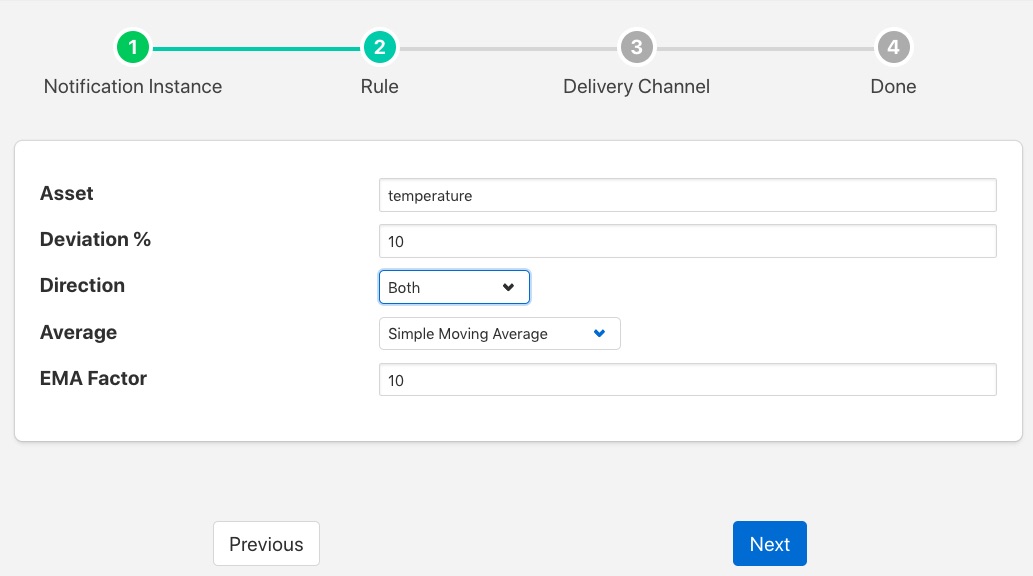 1 2 3 4
Notification Instance Rule Delivery Channel Done
Asset temperature
Deviation % 10
Direction Both
Average Simple Moving Average
EMA Factor 10
Previous Next